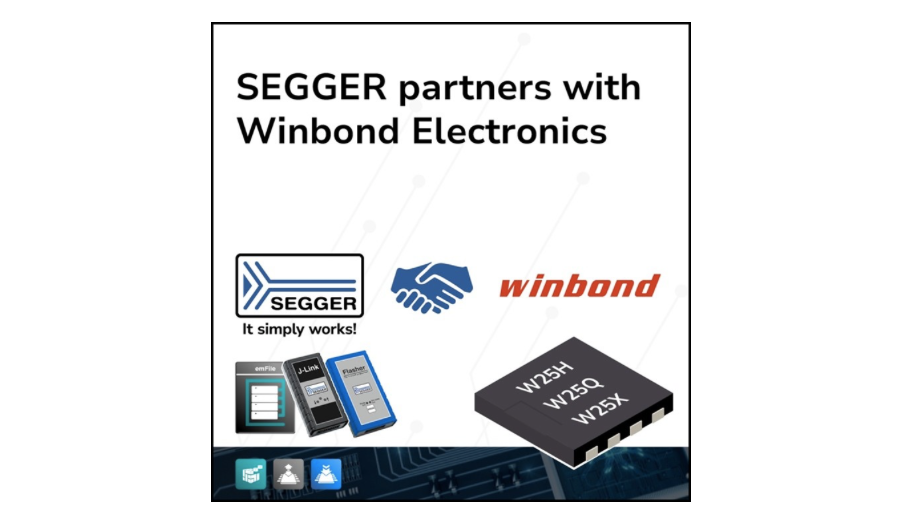 SEGGER partners with
Winbond Electronics
SEGGER
winbond
It simply works!
emFile
J-Link
Flasher
W25H
W25Q
W25X